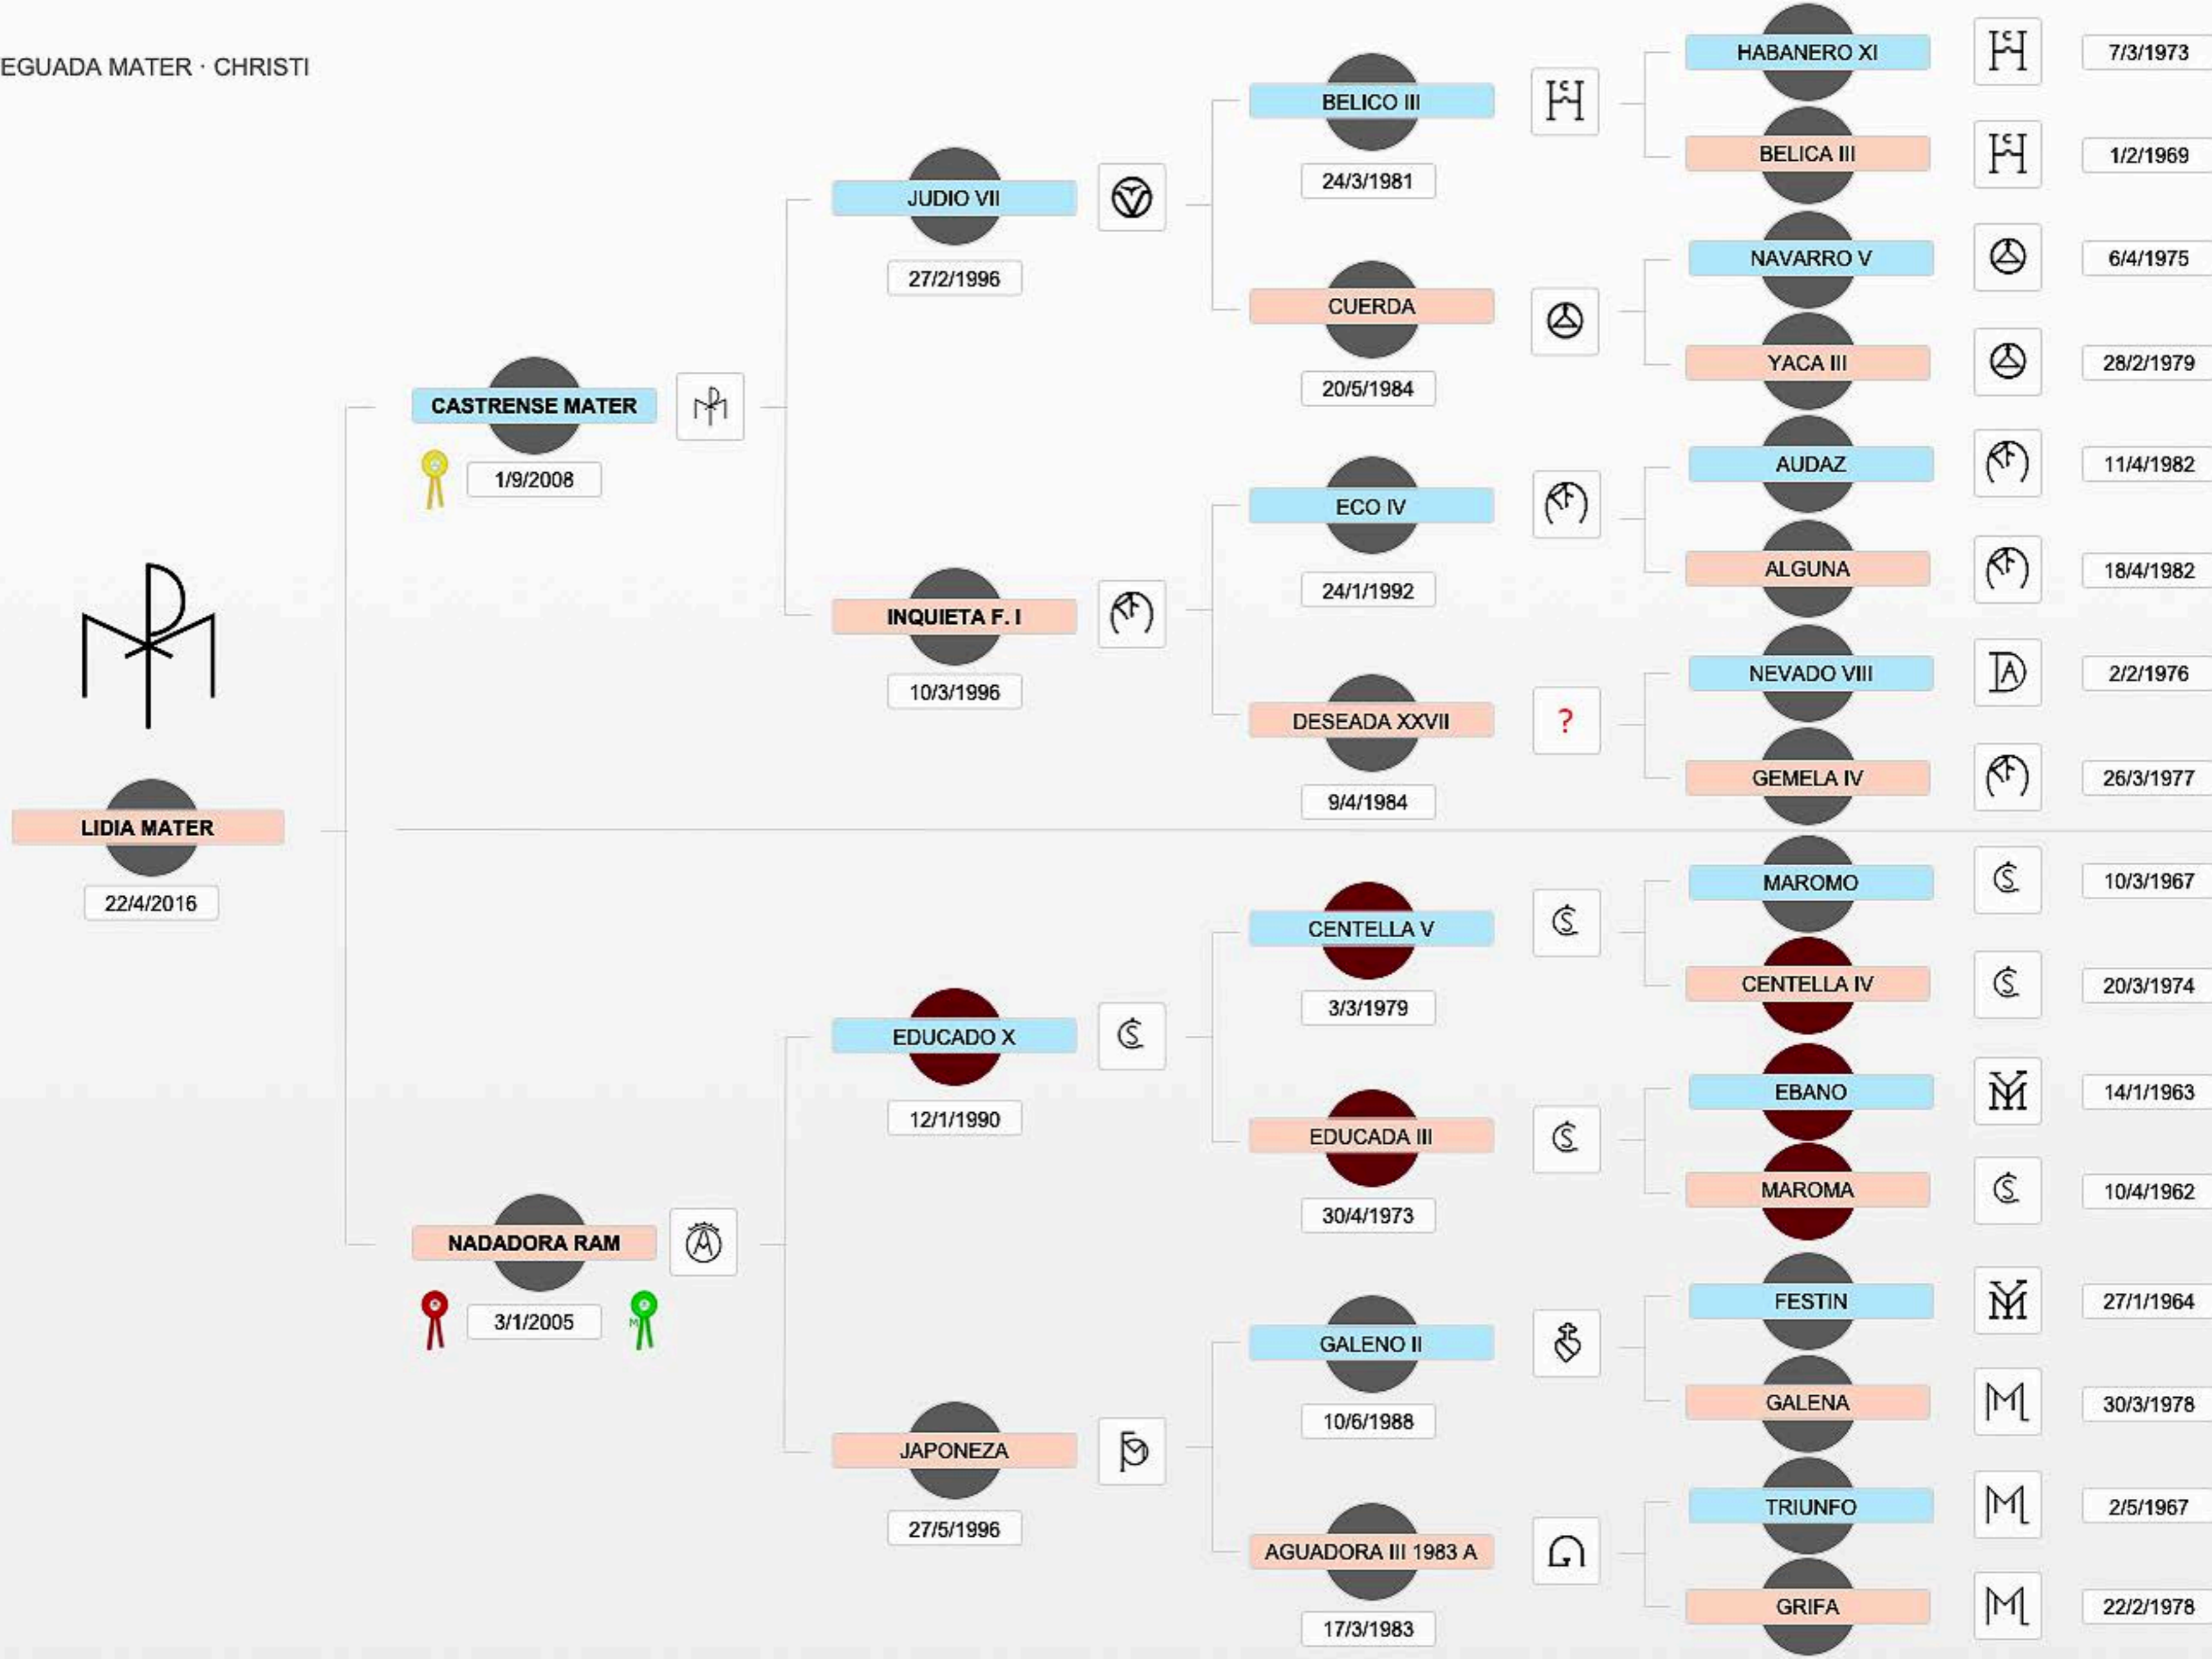 EGUADA MATER · CHRISTI
LIDIA MATER
22/4/2016
CASTRENSE MATER
1/9/2008
NADADORA RAM
3/1/2005
M
JUDIO VII
27/2/1996
INQUIETA F. I
10/3/1996
EDUCADO X
12/1/1990
JAPONEZA
27/5/1996
BELICO III
24/3/1981
CUERDA
20/5/1984
ECO IV
24/1/1992
DESEADA XXVII
?
9/4/1984
CENTELLA V
3/3/1979
EDUCADA III
30/4/1973
GALENO II
10/6/1988
AGUADORA III 1983 A
17/3/1983
HABANERO XI 7/3/1973
BELICA III 1/2/1969
NAVARRO V 6/4/1975
YACA III 28/2/1979
AUDAZ 11/4/1982
ALGUNA 18/4/1982
NEVADO VIII 2/2/1976
GEMELA IV 26/3/1977
MAROMO 10/3/1967
CENTELLA IV 20/3/1974
EBANO 14/1/1963
MAROMA 10/4/1962
FESTIN 27/1/1964
GALENA 30/3/1978
TRIUNFO 2/5/1967
GRIFA 22/2/1978